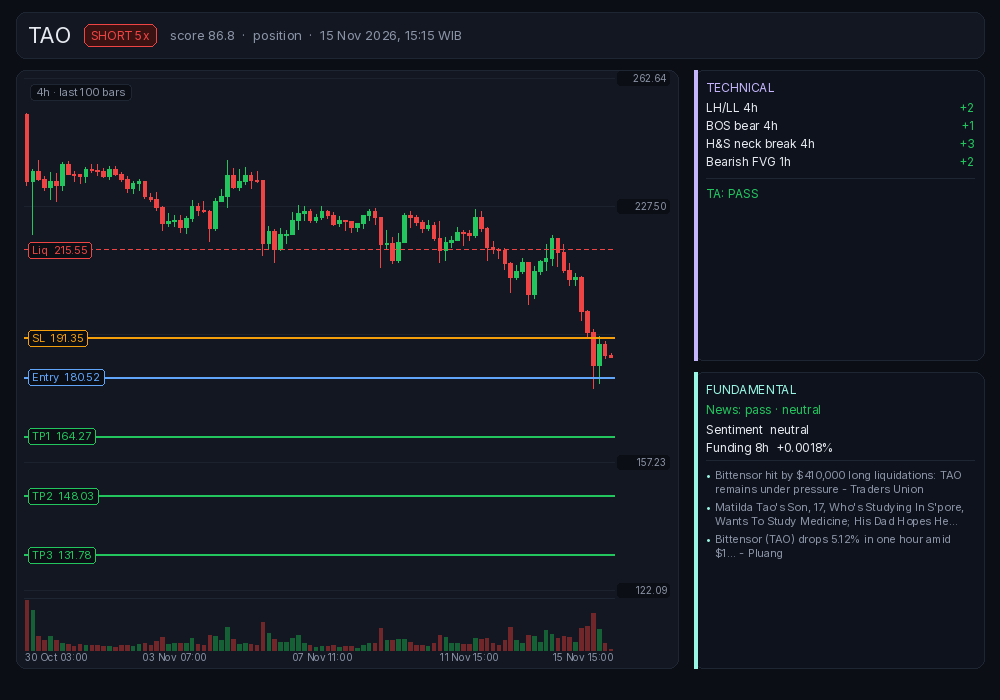 TAO SHORT 5x score 86.8 · position · 15 Nov 2026, 15:15 WIB
4h · last 100 bars
262.64
227.50
Liq 215.55
SL 191.35
Entry 180.52
TP1 164.27
157.23
TP2 148.03
TP3 131.78
122.09
30 Oct 03:00 03 Nov 07:00 07 Nov 11:00 11 Nov 15:00 15 Nov 15:00
TECHNICAL
LH/LL 4h +2
BOS bear 4h +1
H&S neck break 4h +3
Bearish FVG 1h +2
TA: PASS
FUNDAMENTAL
News: pass · neutral
Sentiment neutral
Funding 8h +0.0018%
• Bittensor hit by $410,000 long liquidations: TAO
remains under pressure - Traders Union
• Matilda Tao's Son, 17, Who's Studying In S'pore,
Wants To Study Medicine; His Dad Hopes He...
• Bittensor (TAO) drops 5.12% in one hour amid
$1... - Pluang